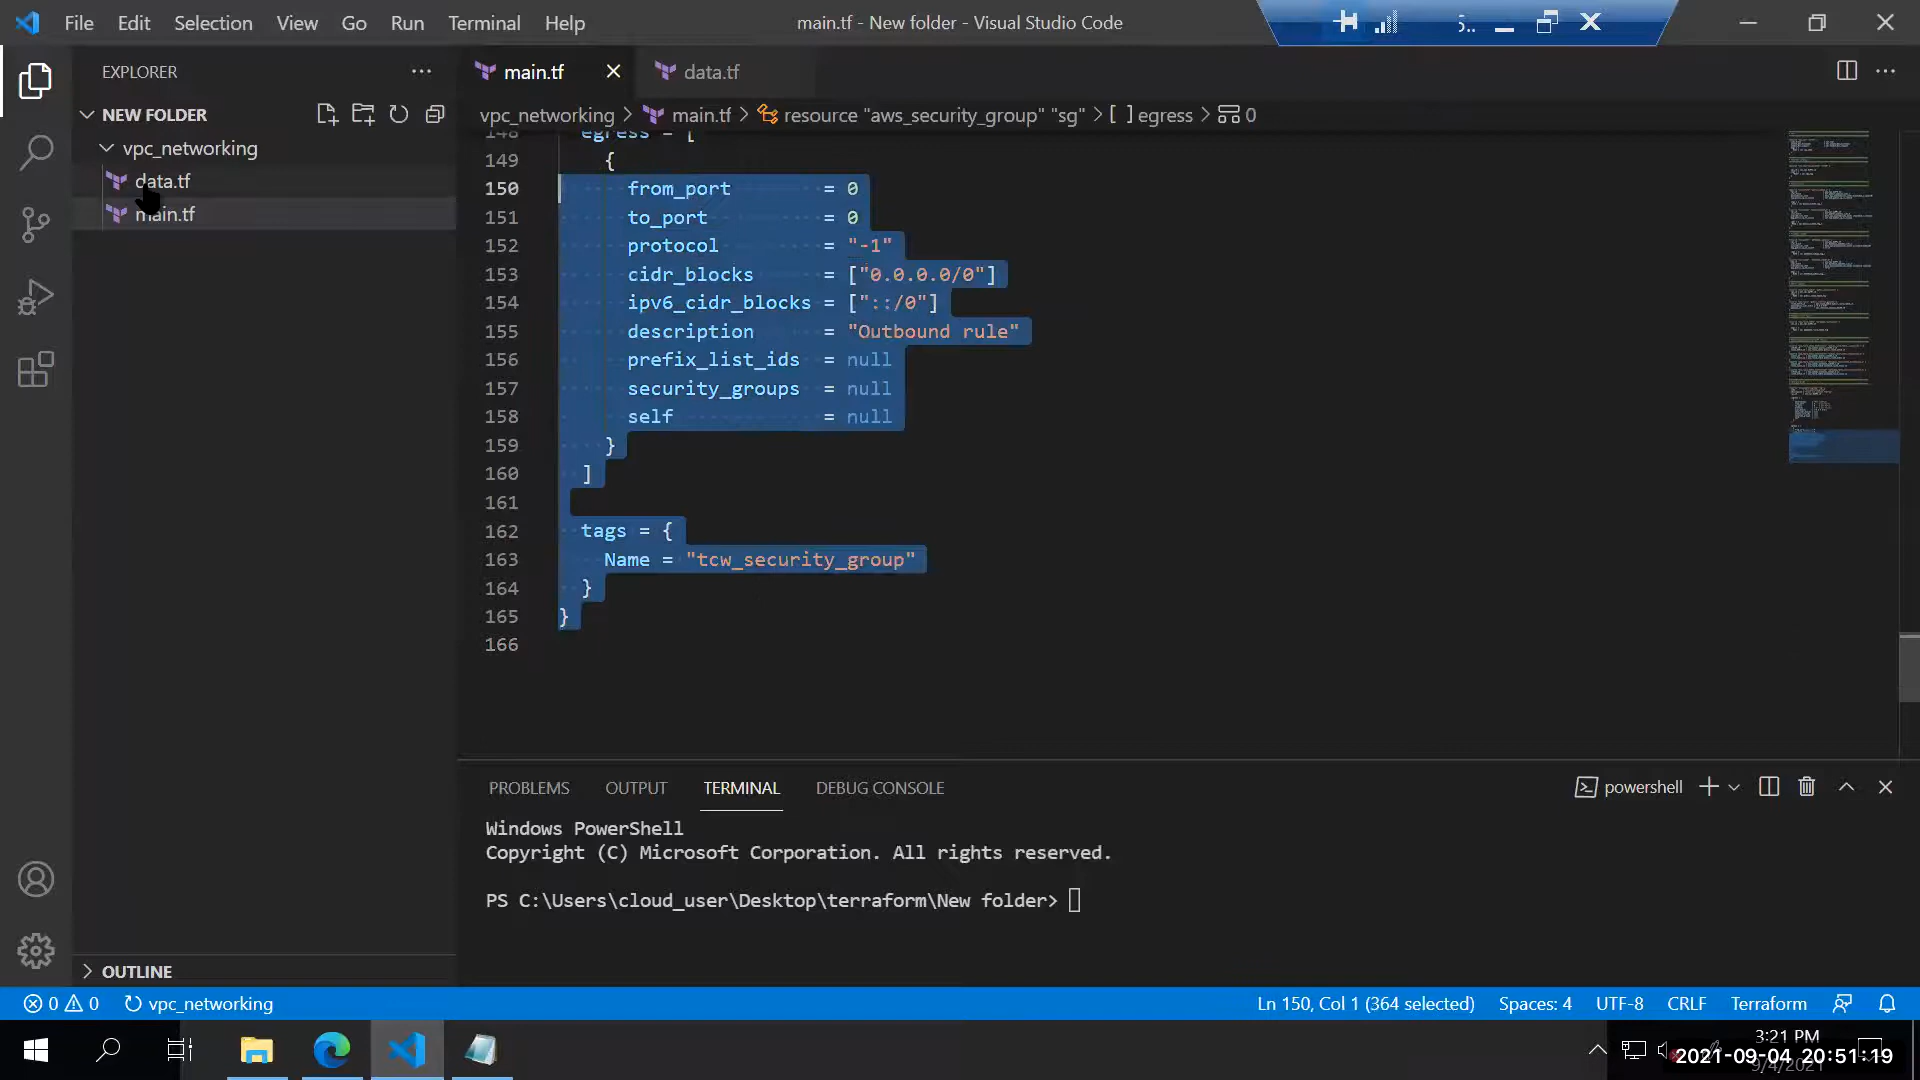 File Edit Selection View Go Run Terminal Help
main.tf - New folder - Visual Studio Code
5..
EXPLORER
main.tf
data.tf
NEW FOLDER
vpc_networking
data.tf
main.tf
vpc_networking > main.tf > resource "aws_security_group" "sg" > [ ] egress > 0
148 egress = [
149 {
150 from_port = 0
151 to_port = 0
152 protocol = "-1"
153 cidr_blocks = ["0.0.0.0/0"]
154 ipv6_cidr_blocks = ["::/0"]
155 description = "Outbound rule"
156 prefix_list_ids = null
157 security_groups = null
158 self = null
159 }
160 ]
161
162 tags = {
163 Name = "tcw_security_group"
164 }
165 }
166
PROBLEMS OUTPUT TERMINAL DEBUG CONSOLE
powershell
Windows PowerShell
Copyright (C) Microsoft Corporation. All rights reserved.
PS C:\Users\cloud_user\Desktop\terraform\New folder>
OUTLINE
0 0 vpc_networking
Ln 150, Col 1 (364 selected) Spaces: 4 UTF-8 CRLF Terraform
3:21 PM
2021-09-04 20:51:19
9/4/2021